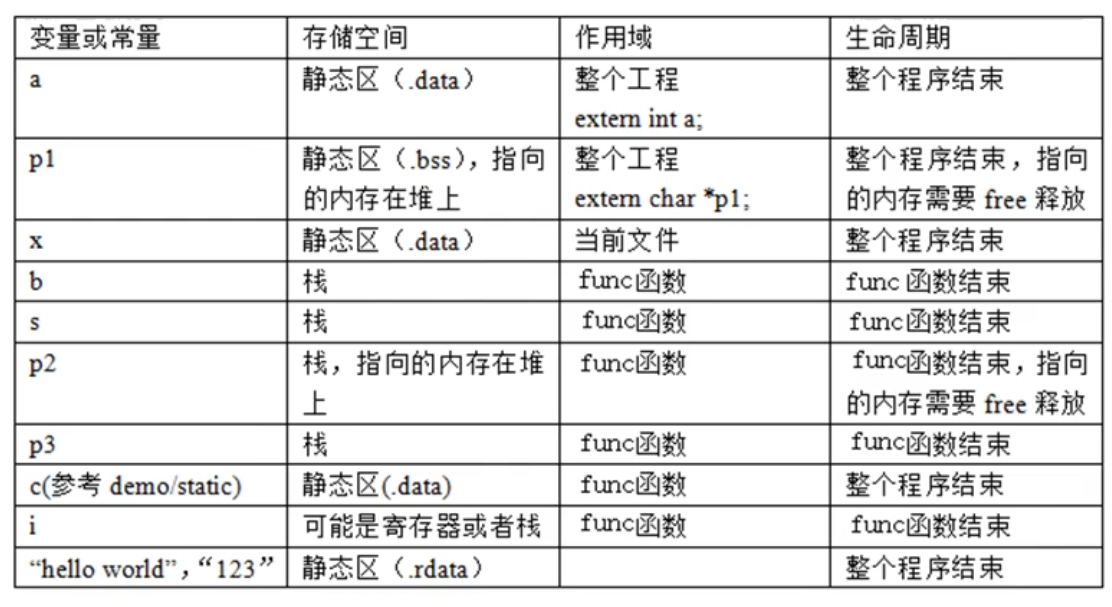 变量或常量 存储空间 作用域 生命周期
a 静态区（.data） 整个工程 整个程序结束
extern int a;
p1 静态区（.bss），指向 整个工程 整个程序结束，指向
的内存在堆上 extern char *p1; 的内存需要 free 释放
x 静态区（.data） 当前文件 整个程序结束
b 栈 func函数 func 函数结束
s 栈 func函数 func函数结束
p2 栈，指向的内存在堆 func函数 func函数结束，指向
上 的内存需要 free 释放
p3 栈 func函数 func函数结束
c(参考 demo/static) 静态区(.data) func函数 整个程序结束
i 可能是寄存器或者栈 func函数 func函数结束
“hello world”，“123” 静态区（.rdata） 整个程序结束